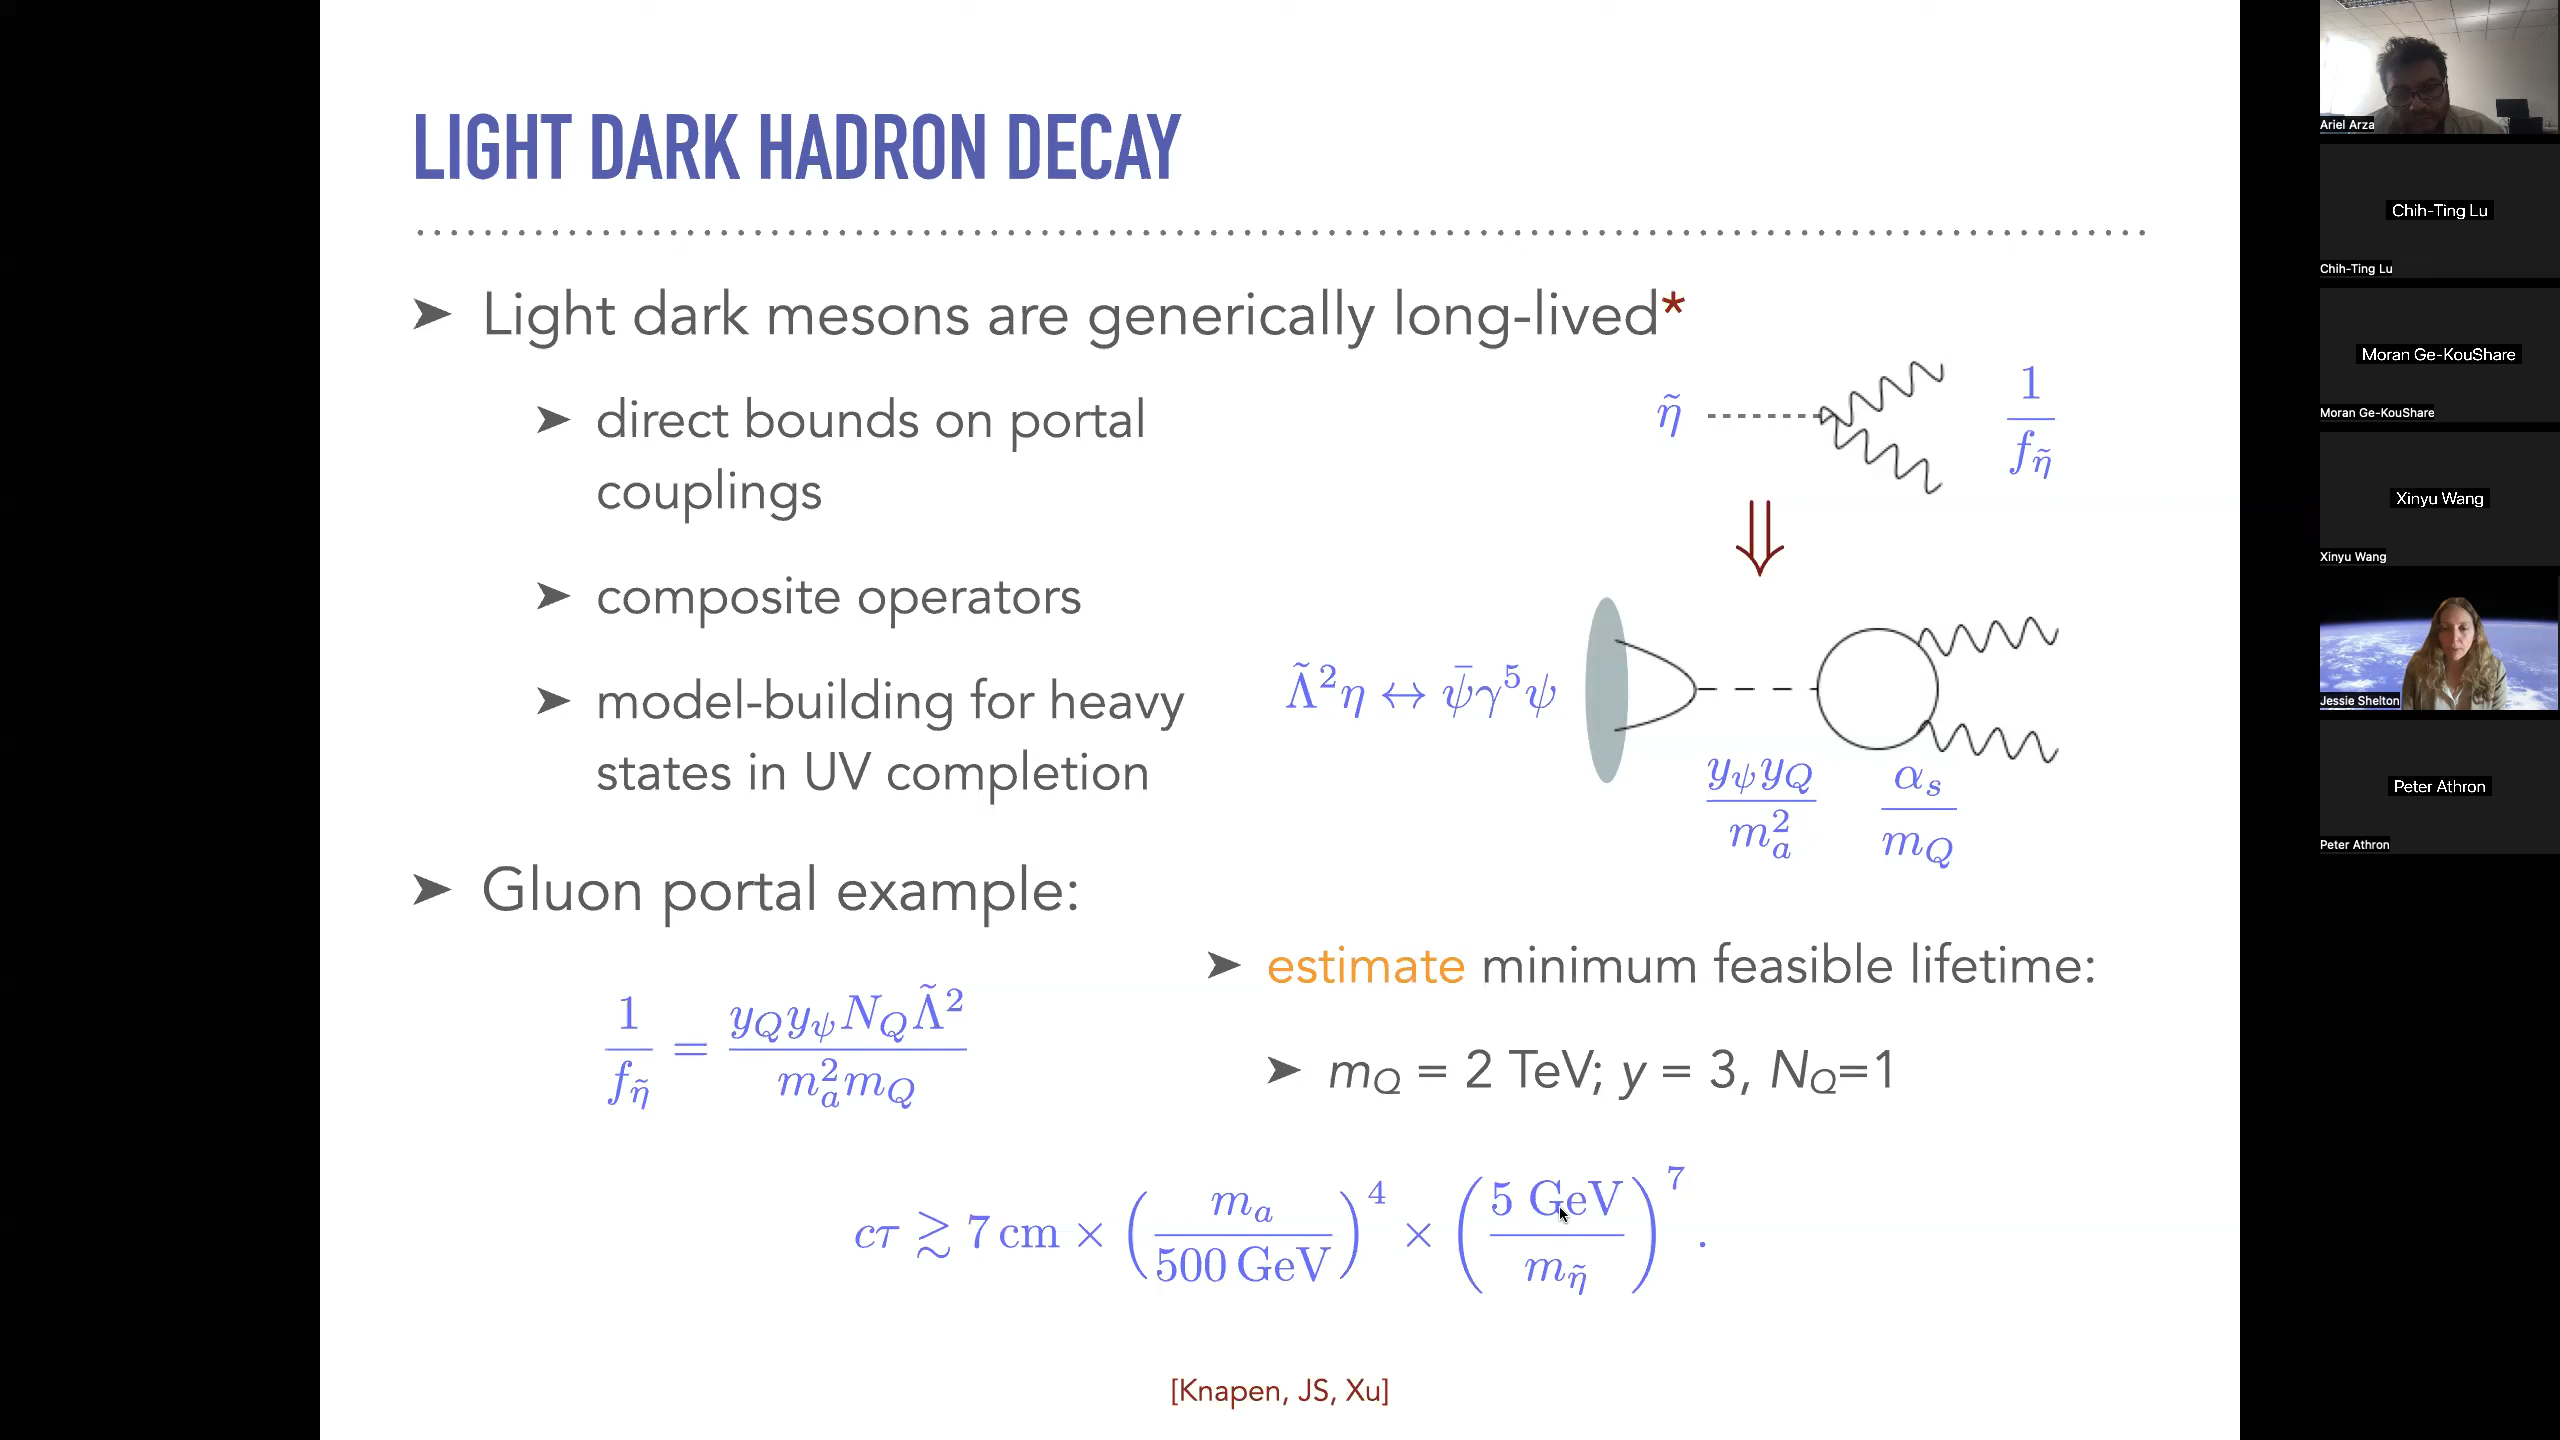 LIGHT DARK HADRON DECAY
➤ Light dark mesons are generically long-lived*
➤ direct bounds on portal
couplings
➤ composite operators
➤ model-building for heavy
states in UV completion
η̃
1/f_η̃
⇓
Λ̃²η ↔ ψ̄γ⁵ψ
y_ψ y_Q / m_a²
α_s / m_Q
➤ Gluon portal example:
1/f_η̃ = y_Q y_ψ N_Q Λ̃² / m_a² m_Q
➤ estimate minimum feasible lifetime:
➤ m_Q = 2 TeV; y = 3, N_Q=1
cτ ≳ 7 cm × (m_a / 500 GeV)⁴ × (5 GeV / m_η̃)⁷ .
[Knapen, JS, Xu]
Ariel Arza
Chih-Ting Lu
Chih-Ting Lu
Moran Ge-KouShare
Moran Ge-KouShare
Xinyu Wang
Xinyu Wang
Jessie Shelton
Peter Athron
Peter Athron